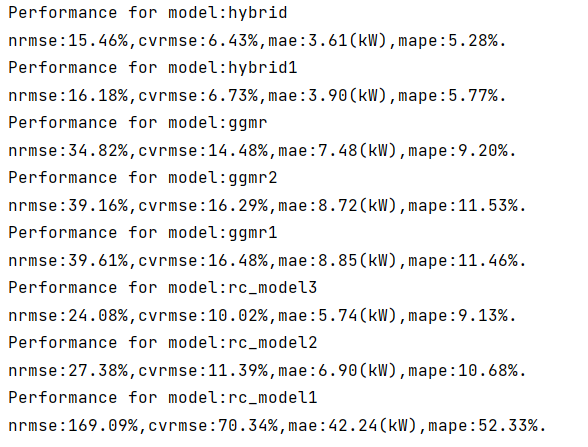 Performance for model:hybrid
nrmse:15.46%,cvrmse:6.43%,mae:3.61(kW),mape:5.28%.
Performance for model:hybrid1
nrmse:16.18%,cvrmse:6.73%,mae:3.90(kW),mape:5.77%.
Performance for model:ggmr
nrmse:34.82%,cvrmse:14.48%,mae:7.48(kW),mape:9.20%.
Performance for model:ggmr2
nrmse:39.16%,cvrmse:16.29%,mae:8.72(kW),mape:11.53%.
Performance for model:ggmr1
nrmse:39.61%,cvrmse:16.48%,mae:8.85(kW),mape:11.46%.
Performance for model:rc_model3
nrmse:24.08%,cvrmse:10.02%,mae:5.74(kW),mape:9.13%.
Performance for model:rc_model2
nrmse:27.38%,cvrmse:11.39%,mae:6.90(kW),mape:10.68%.
Performance for model:rc_model1
nrmse:169.09%,cvrmse:70.34%,mae:42.24(kW),mape:52.33%.